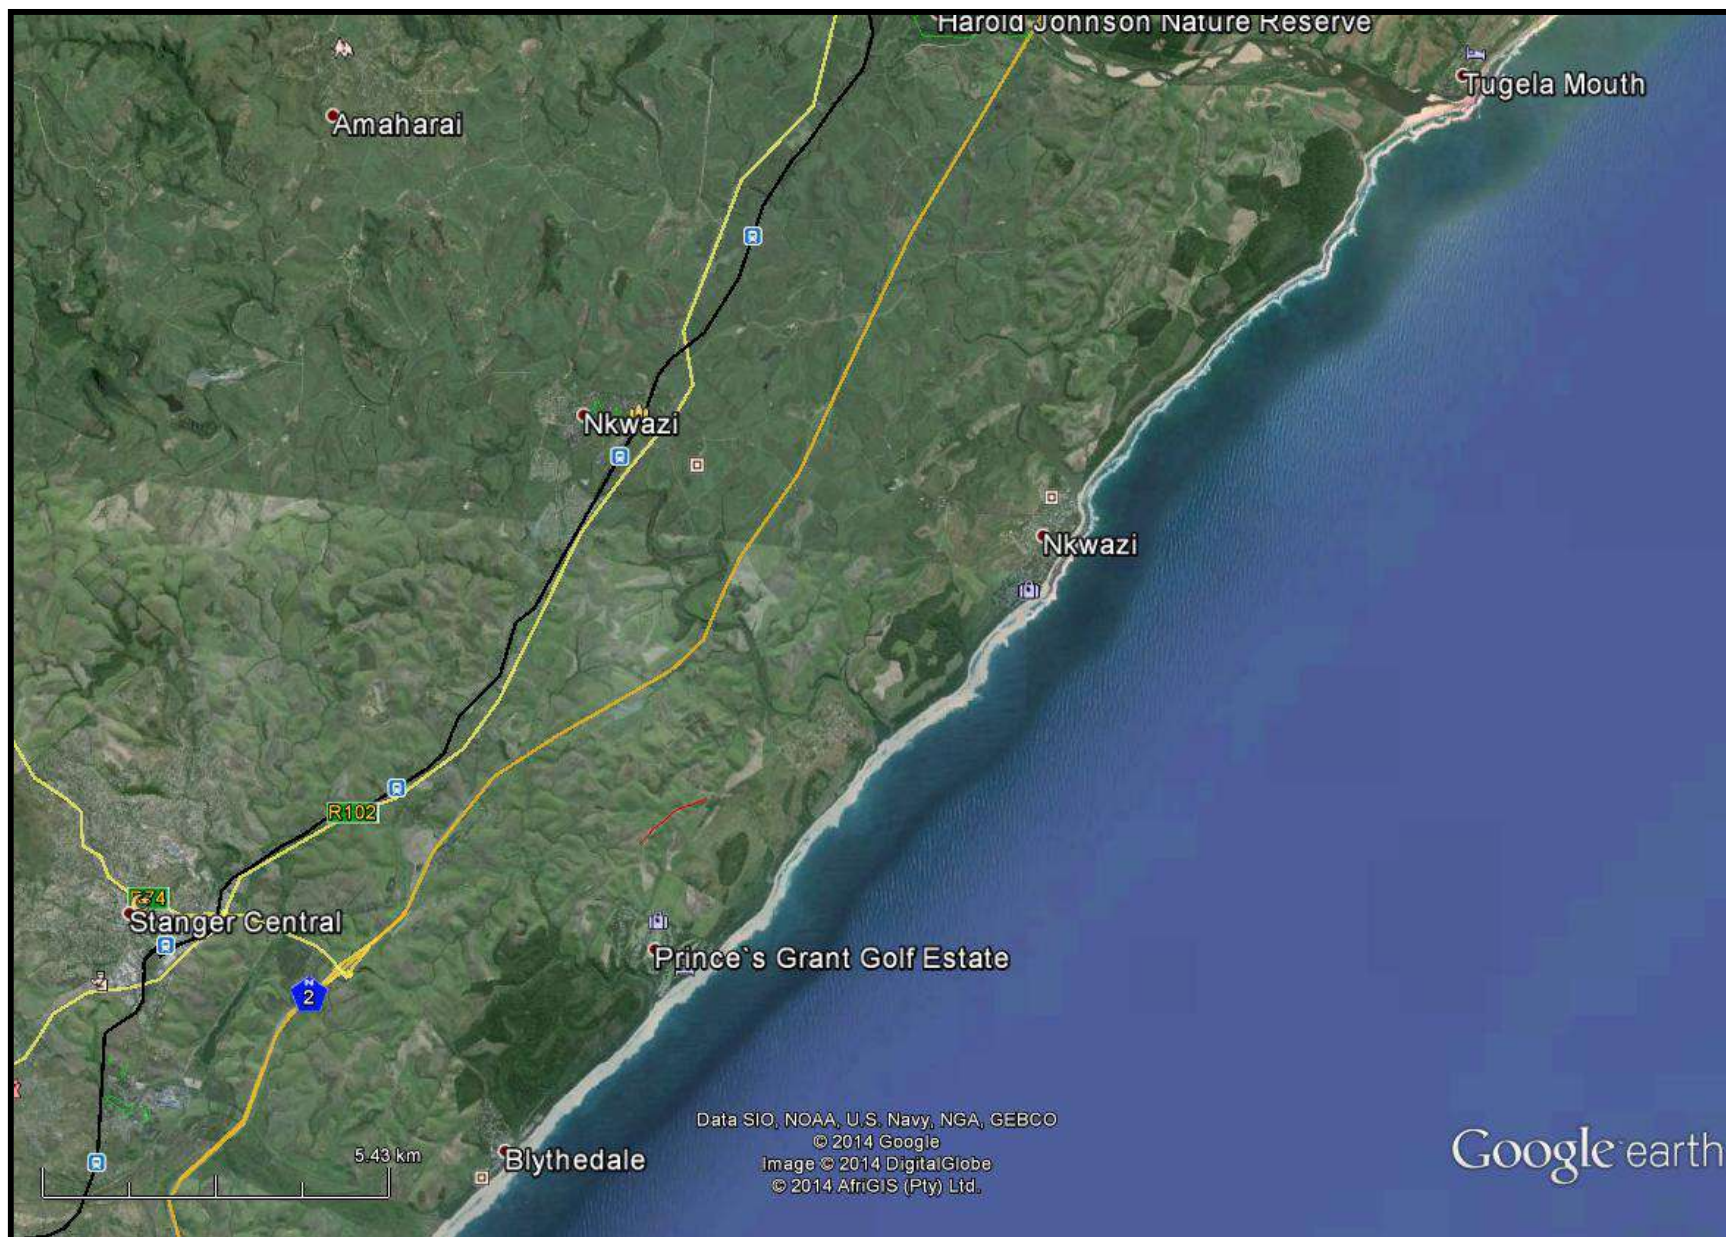 Harold Johnson Nature Reserve
Tugela Mouth
Amaharai
Nkwazi
Nkwazi
R102
Stanger Central
Prince`s Grant Golf Estate
N
2
Blythedale
5.43 km
Data SIO, NOAA, U.S. Navy, NGA, GEBCO
© 2014 Google
Image © 2014 DigitalGlobe
© 2014 AfriGIS (Pty) Ltd.
Google earth